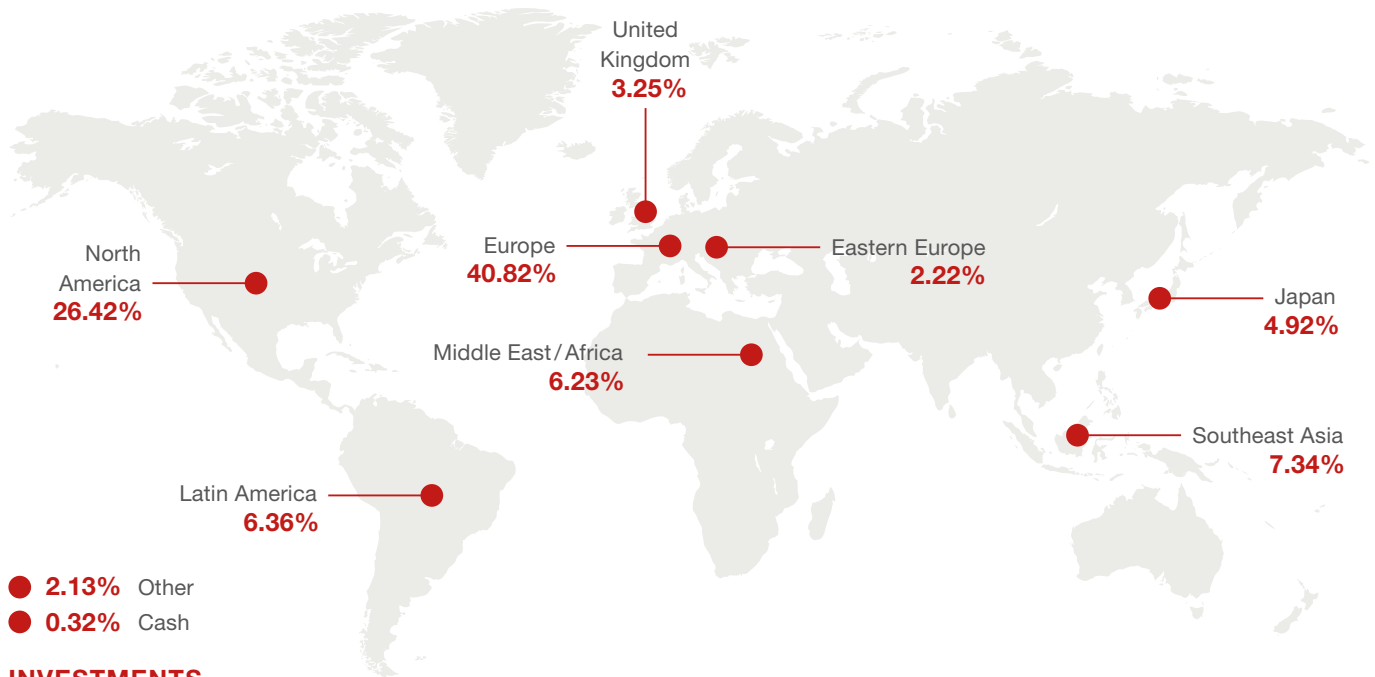 United
Kingdom
3.25%
North
America
26.42%
Europe
40.82%
Eastern Europe
2.22%
Japan
4.92%
Middle East/Africa
6.23%
Southeast Asia
7.34%
Latin America
6.36%
2.13% Other
0.32% Cash
INVESTMENTS